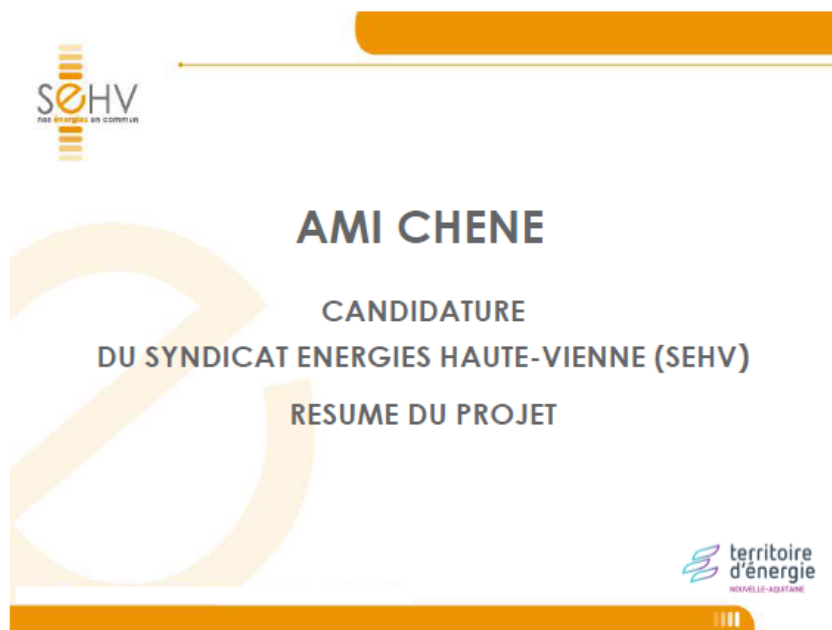 SeHV
nos énergies en commun
AMI CHENE
CANDIDATURE
DU SYNDICAT ENERGIES HAUTE-VIENNE (SEHV)
RESUME DU PROJET
territoire
d'énergie
NOUVELLE-AQUITAINE